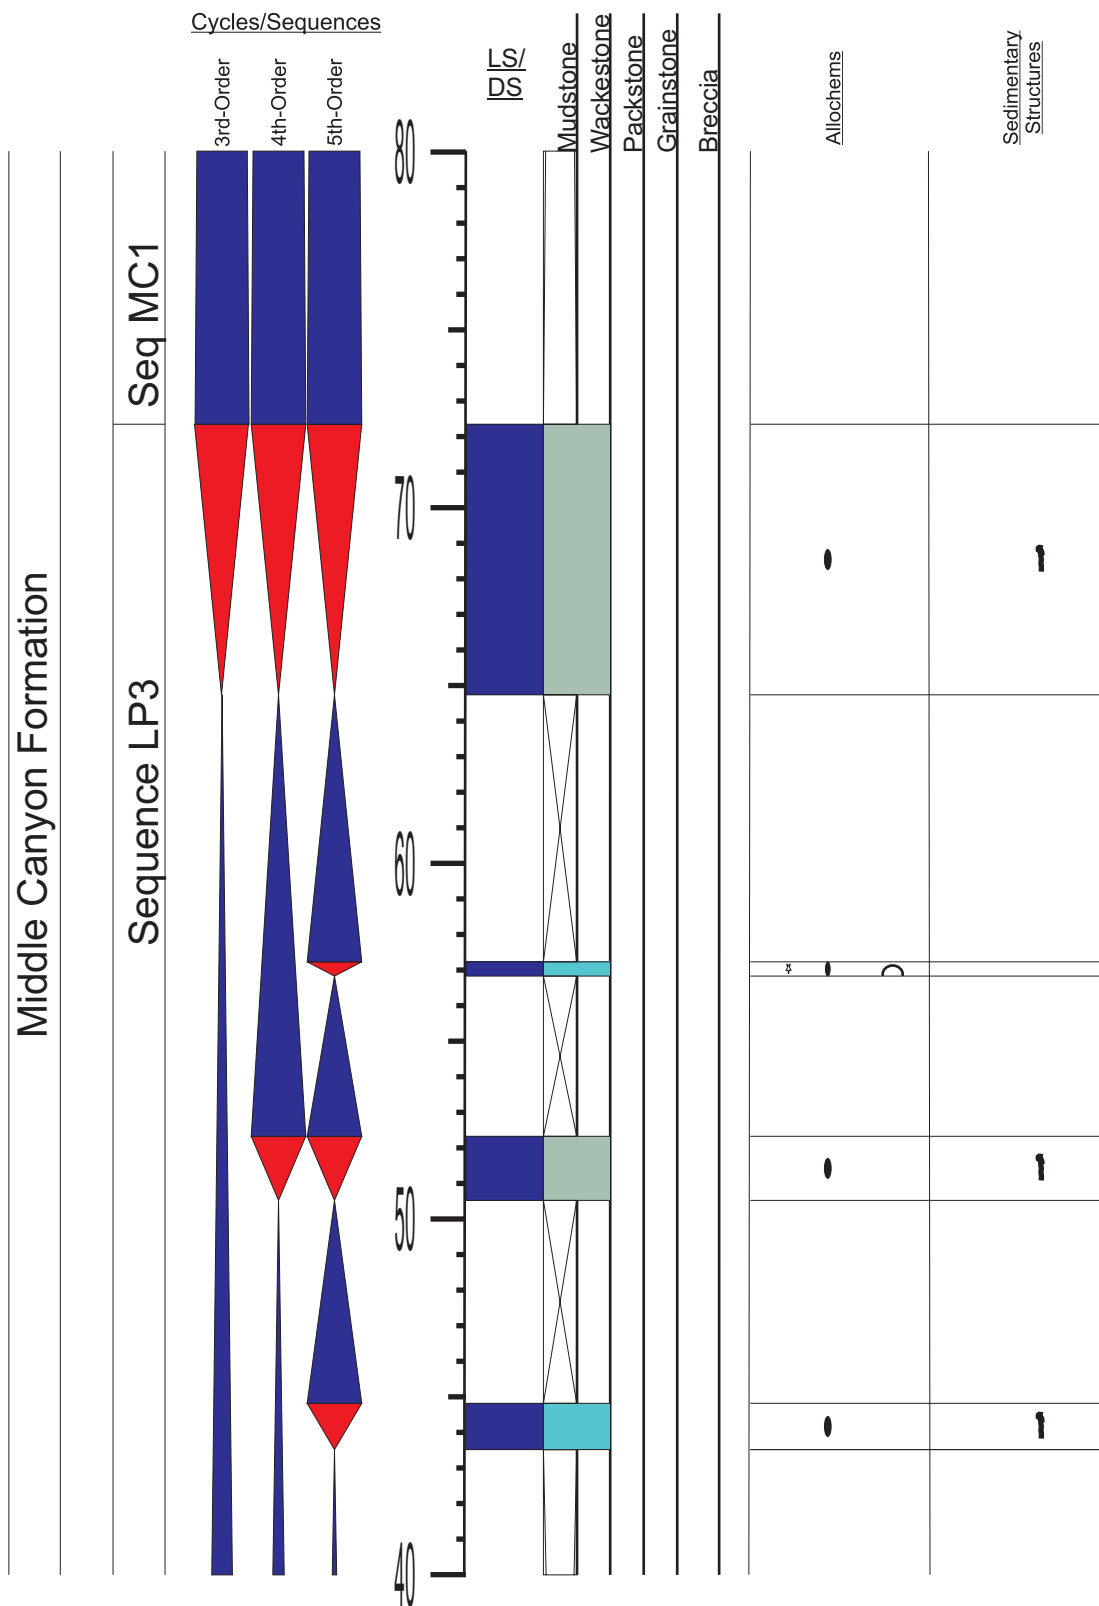 Cycles/Sequences
3rd-Order
4th-Order
5th-Order
LS/
DS
Mudstone
Wackestone
Packstone
Grainstone
Breccia
Allochems
Sedimentary
Structures
Middle Canyon Formation
Seq MC1
Sequence LP3
80
70
60
50
40